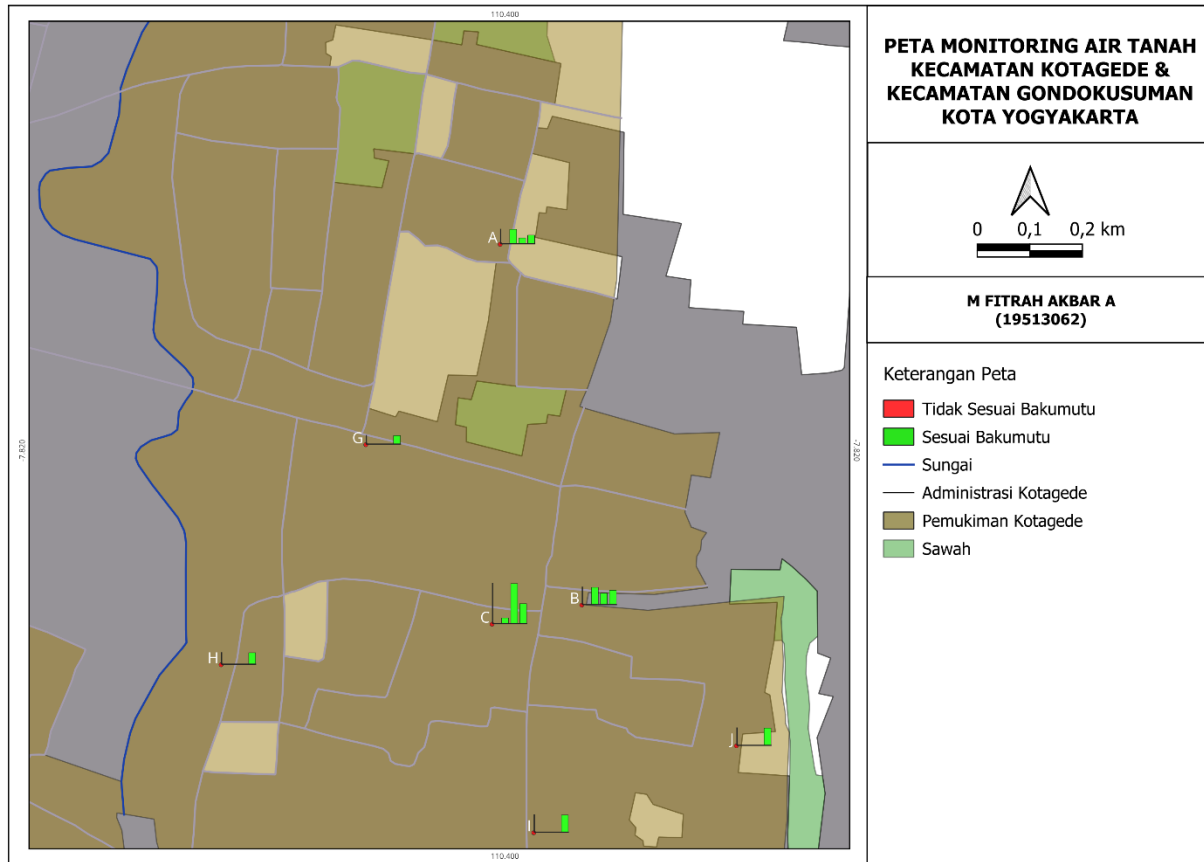 110.400
PETA MONITORING AIR TANAH
KECAMATAN KOTAGEDE &
KECAMATAN GONDOKUSUMAN
KOTA YOGYAKARTA
0 0,1 0,2 km
M FITRAH AKBAR A
(19513062)
Keterangan Peta
Tidak Sesuai Bakumutu
Sesuai Bakumutu
Sungai
Administrasi Kotagede
Pemukiman Kotagede
Sawah
A
G
-7.820
-7.820
B
C
H
J
I
110.400